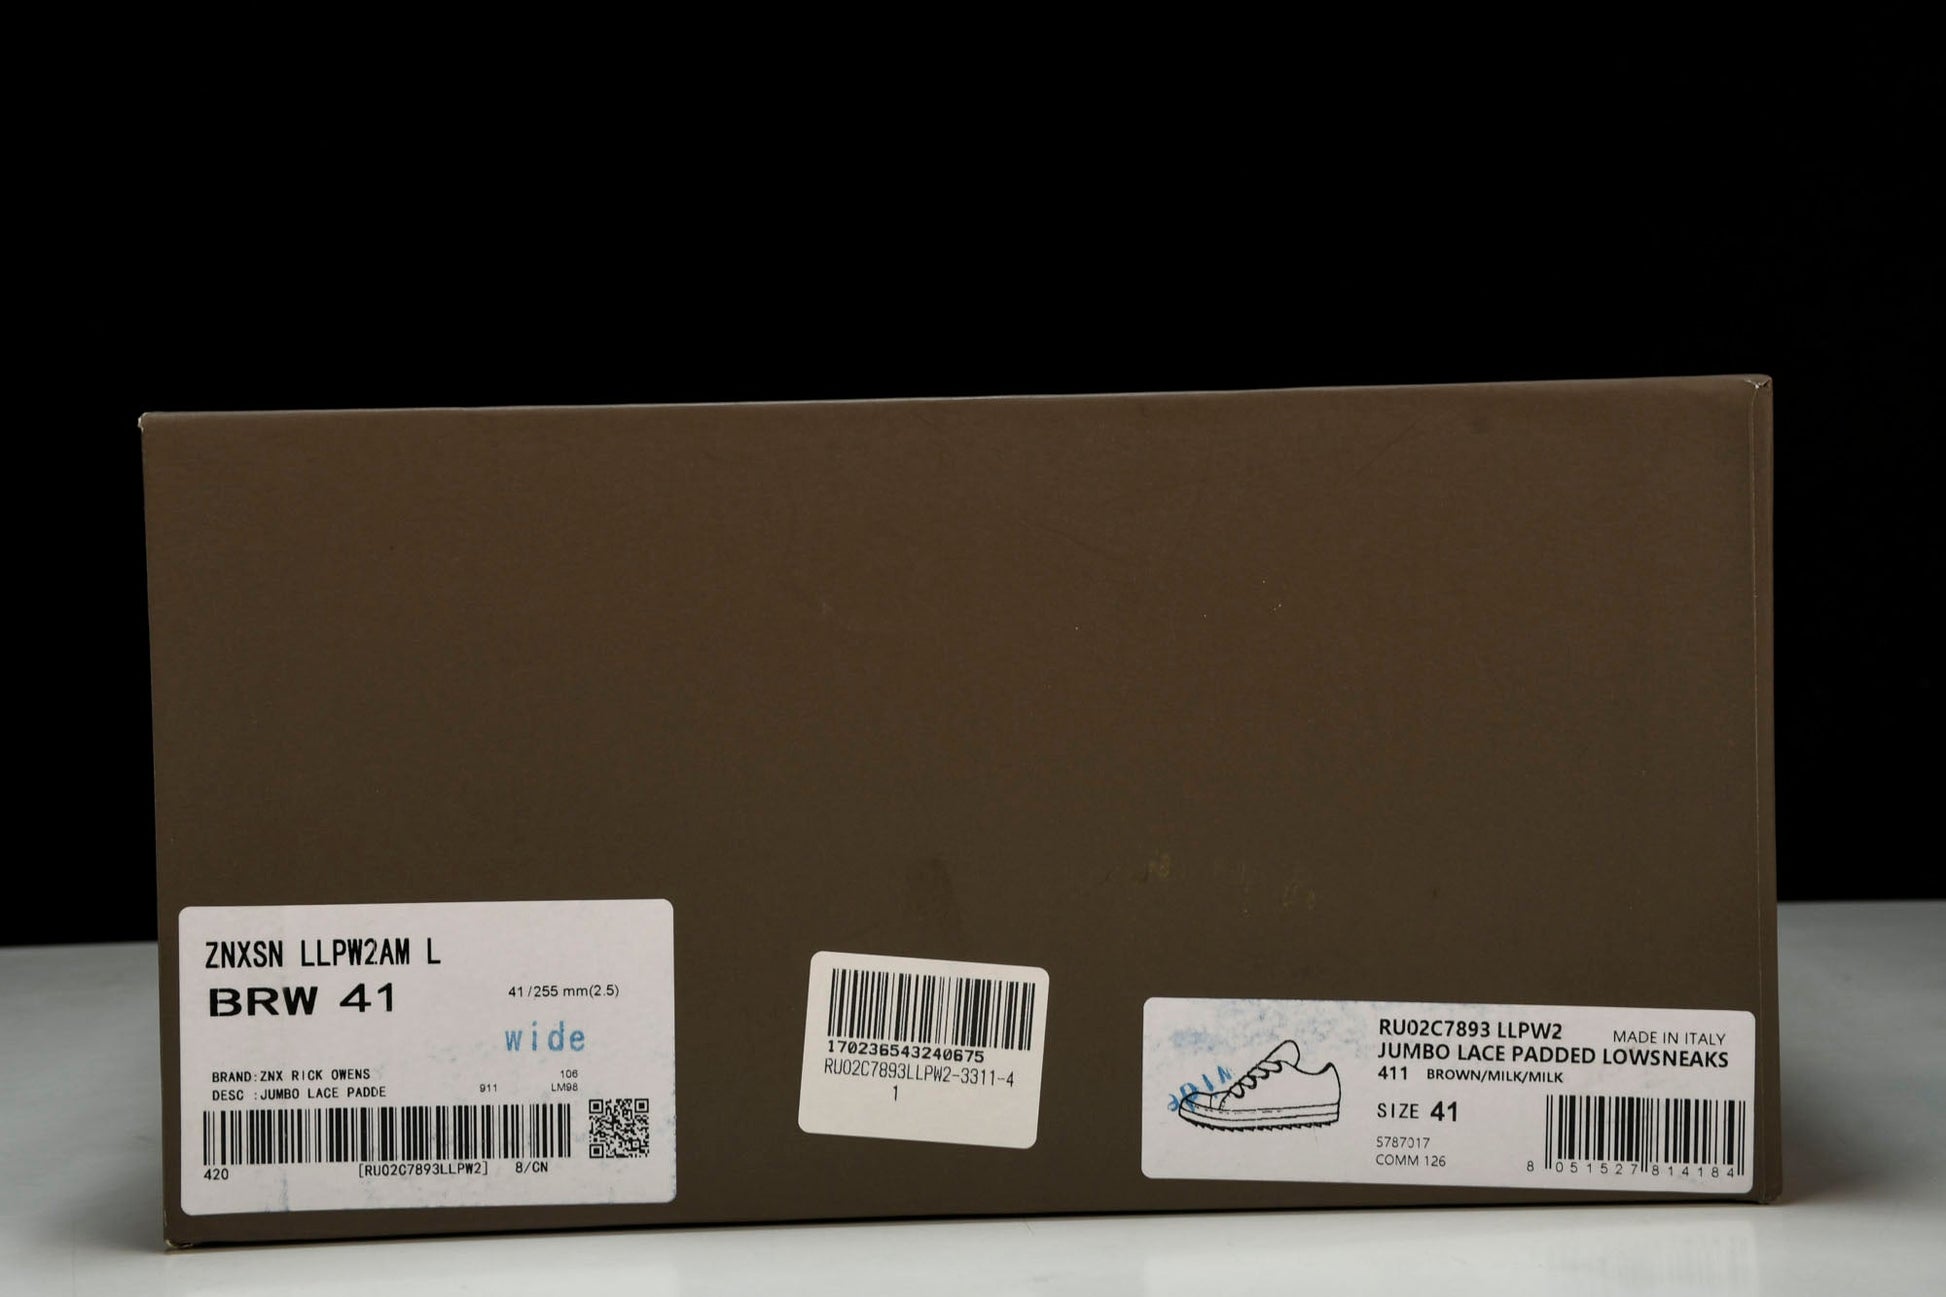 ZNXSN LLPW2AM L
BRW 41
41/255 mm(2.5)
wide
BRAND:ZNX RICK OWENS
106
DESC :JUMBO LACE PADDE
911
LM98
420
[RU02C7893LLPW2]
8/CN
170236543240675
RU02C7893LLPW2-3311-4
1
RU02C7893 LLPW2
MADE IN ITALY
JUMBO LACE PADDED LOWSNEAKS
411 BROWN/MILK/MILK
SIZE 41
5787017
COMM 126
8 051527 814184